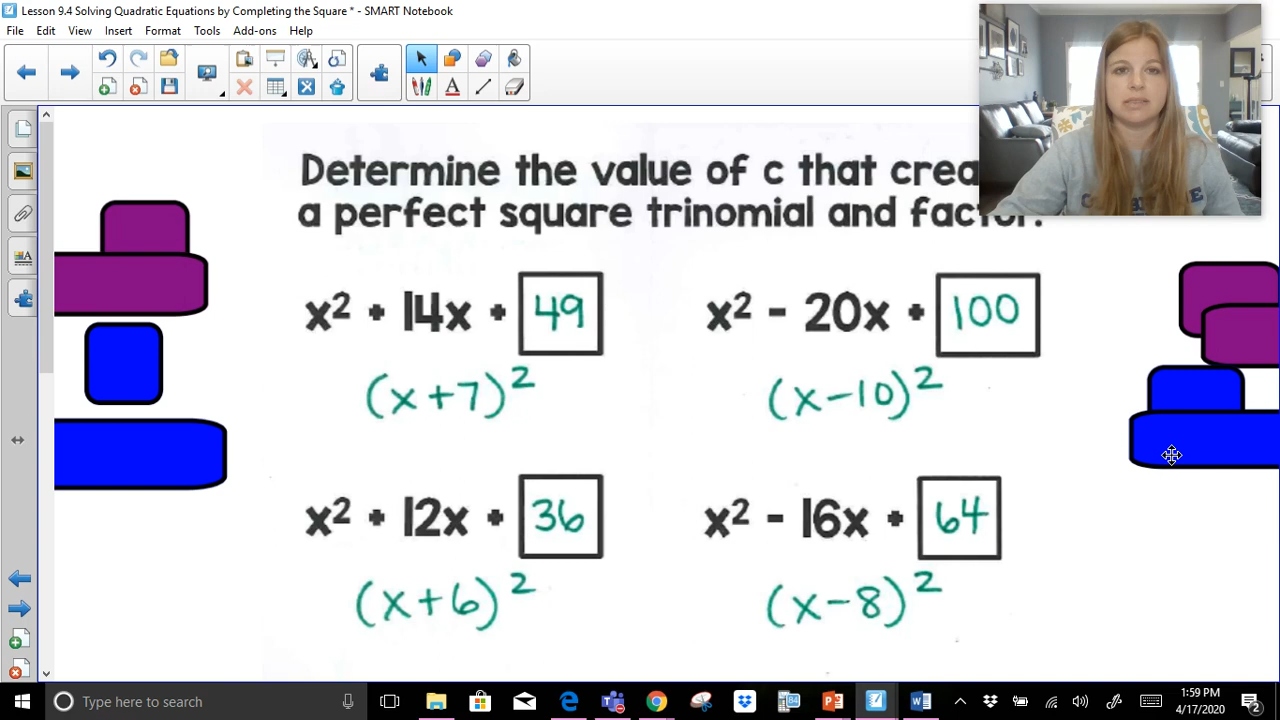 Lesson 9.4 Solving Quadratic Equations by Completing the Square * - SMART Notebook
File Edit View Insert Format Tools Add-ons Help
Determine the value of c that
a perfect square trinomial and
x² + 14x + 49
x² - 20x + 100
(x+7)²
(x-10)²
x² + 12x + 36
x² - 16x + 64
(x+6)²
(x-8)²
Type here to search
1:59 PM
4/17/2020
2